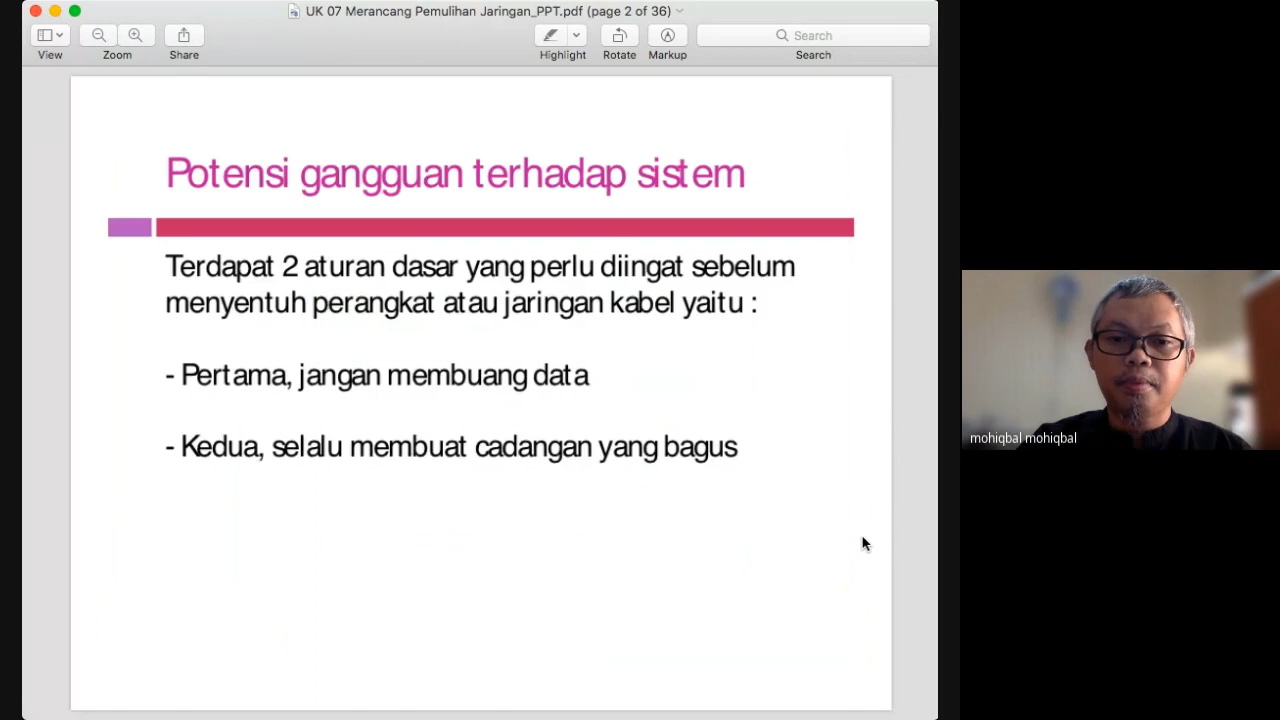 UK 07 Merancang Pemulihan Jaringan_PPT.pdf (page 2 of 36)
Search
View
Zoom
Share
Highlight
Rotate
Markup
Search
Potensi gangguan terhadap sistem
Terdapat 2 aturan dasar yang perlu diingat sebelum
menyentuh perangkat atau jaringan kabel yaitu :
- Pertama, jangan membuang data
- Kedua, selalu membuat cadangan yang bagus
mohiqbal mohiqbal